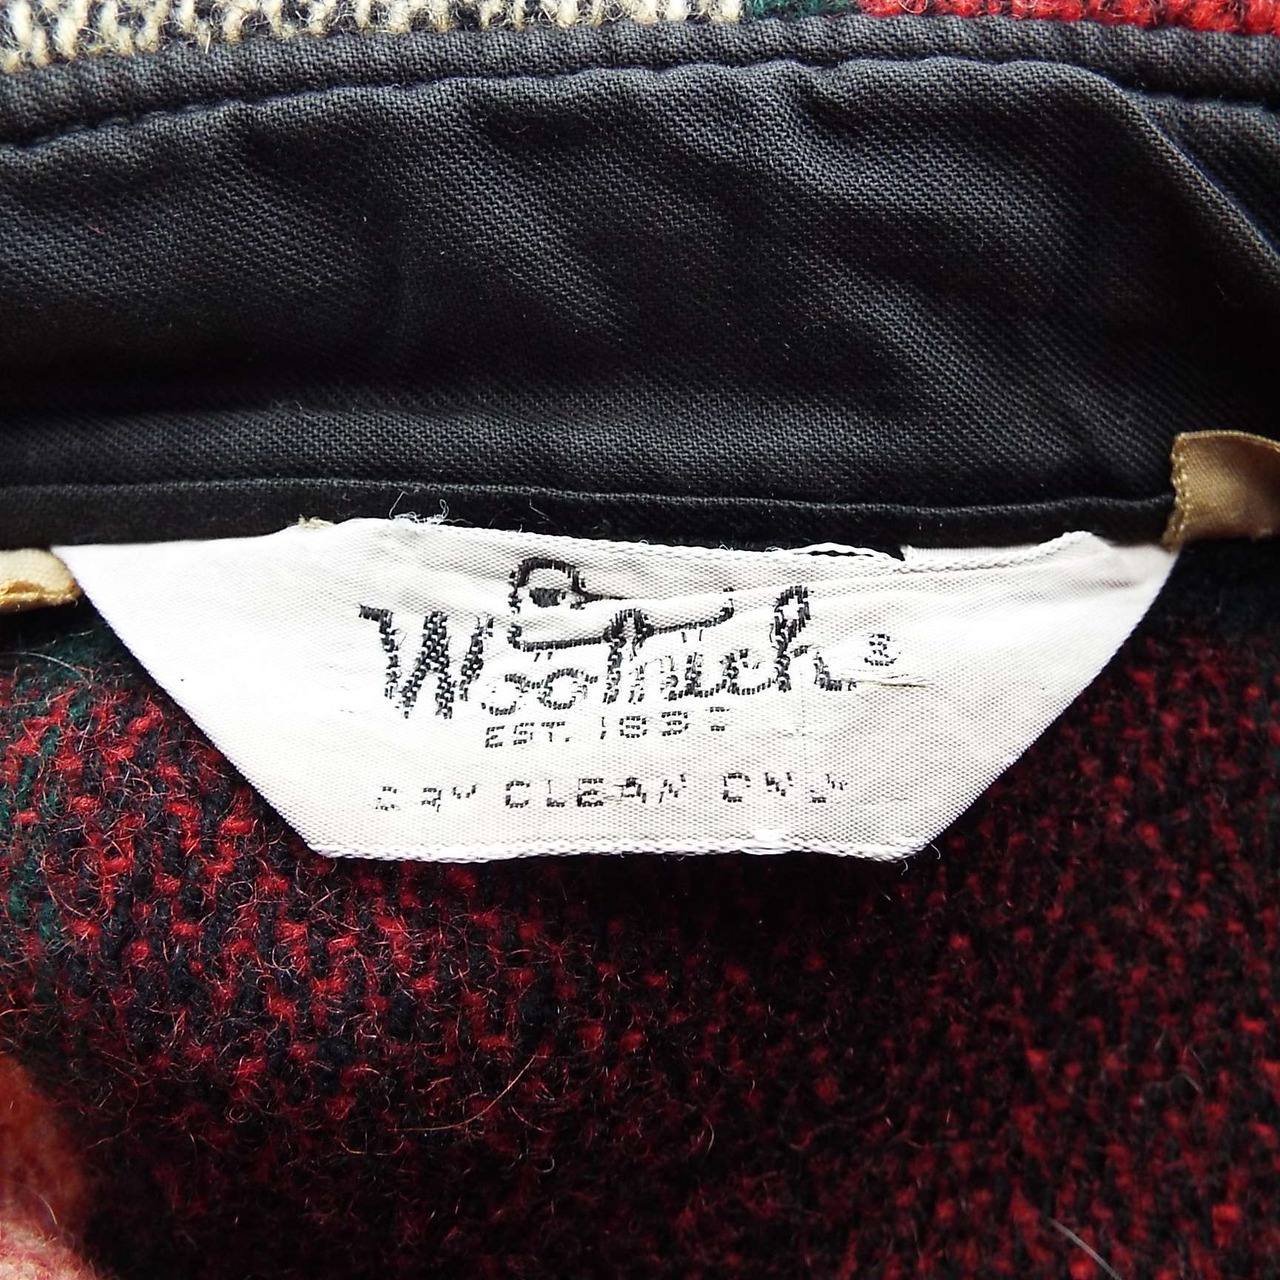 Woolrich®
EST. 1830
DRY CLEAN ONLY